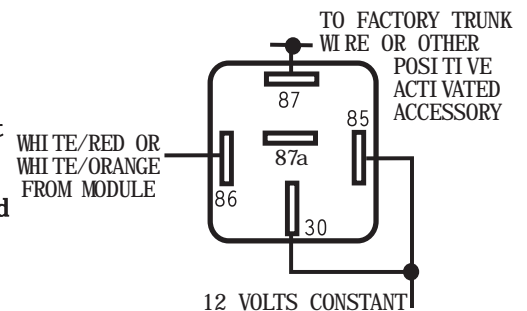 TO FACTORY TRUNK
WIRE OR OTHER
POSITIVE
ACTIVATED
ACCESSORY
87
85
t
WHITE/RED OR
WHITE/ORANGE
FROM MODULE
87a
d
86
30
12 VOLTS CONSTANT